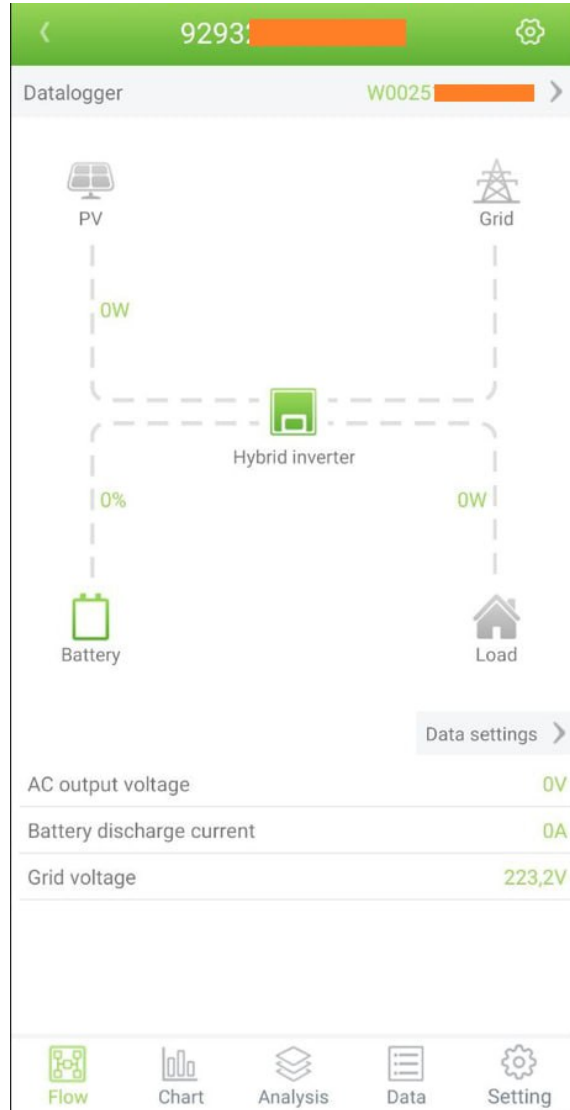 9293
Datalogger W0025
PV Grid
0W
Hybrid inverter
0% 0W
Battery Load
Data settings
AC output voltage 0V
Battery discharge current 0A
Grid voltage 223,2V
Flow Chart Analysis Data Setting